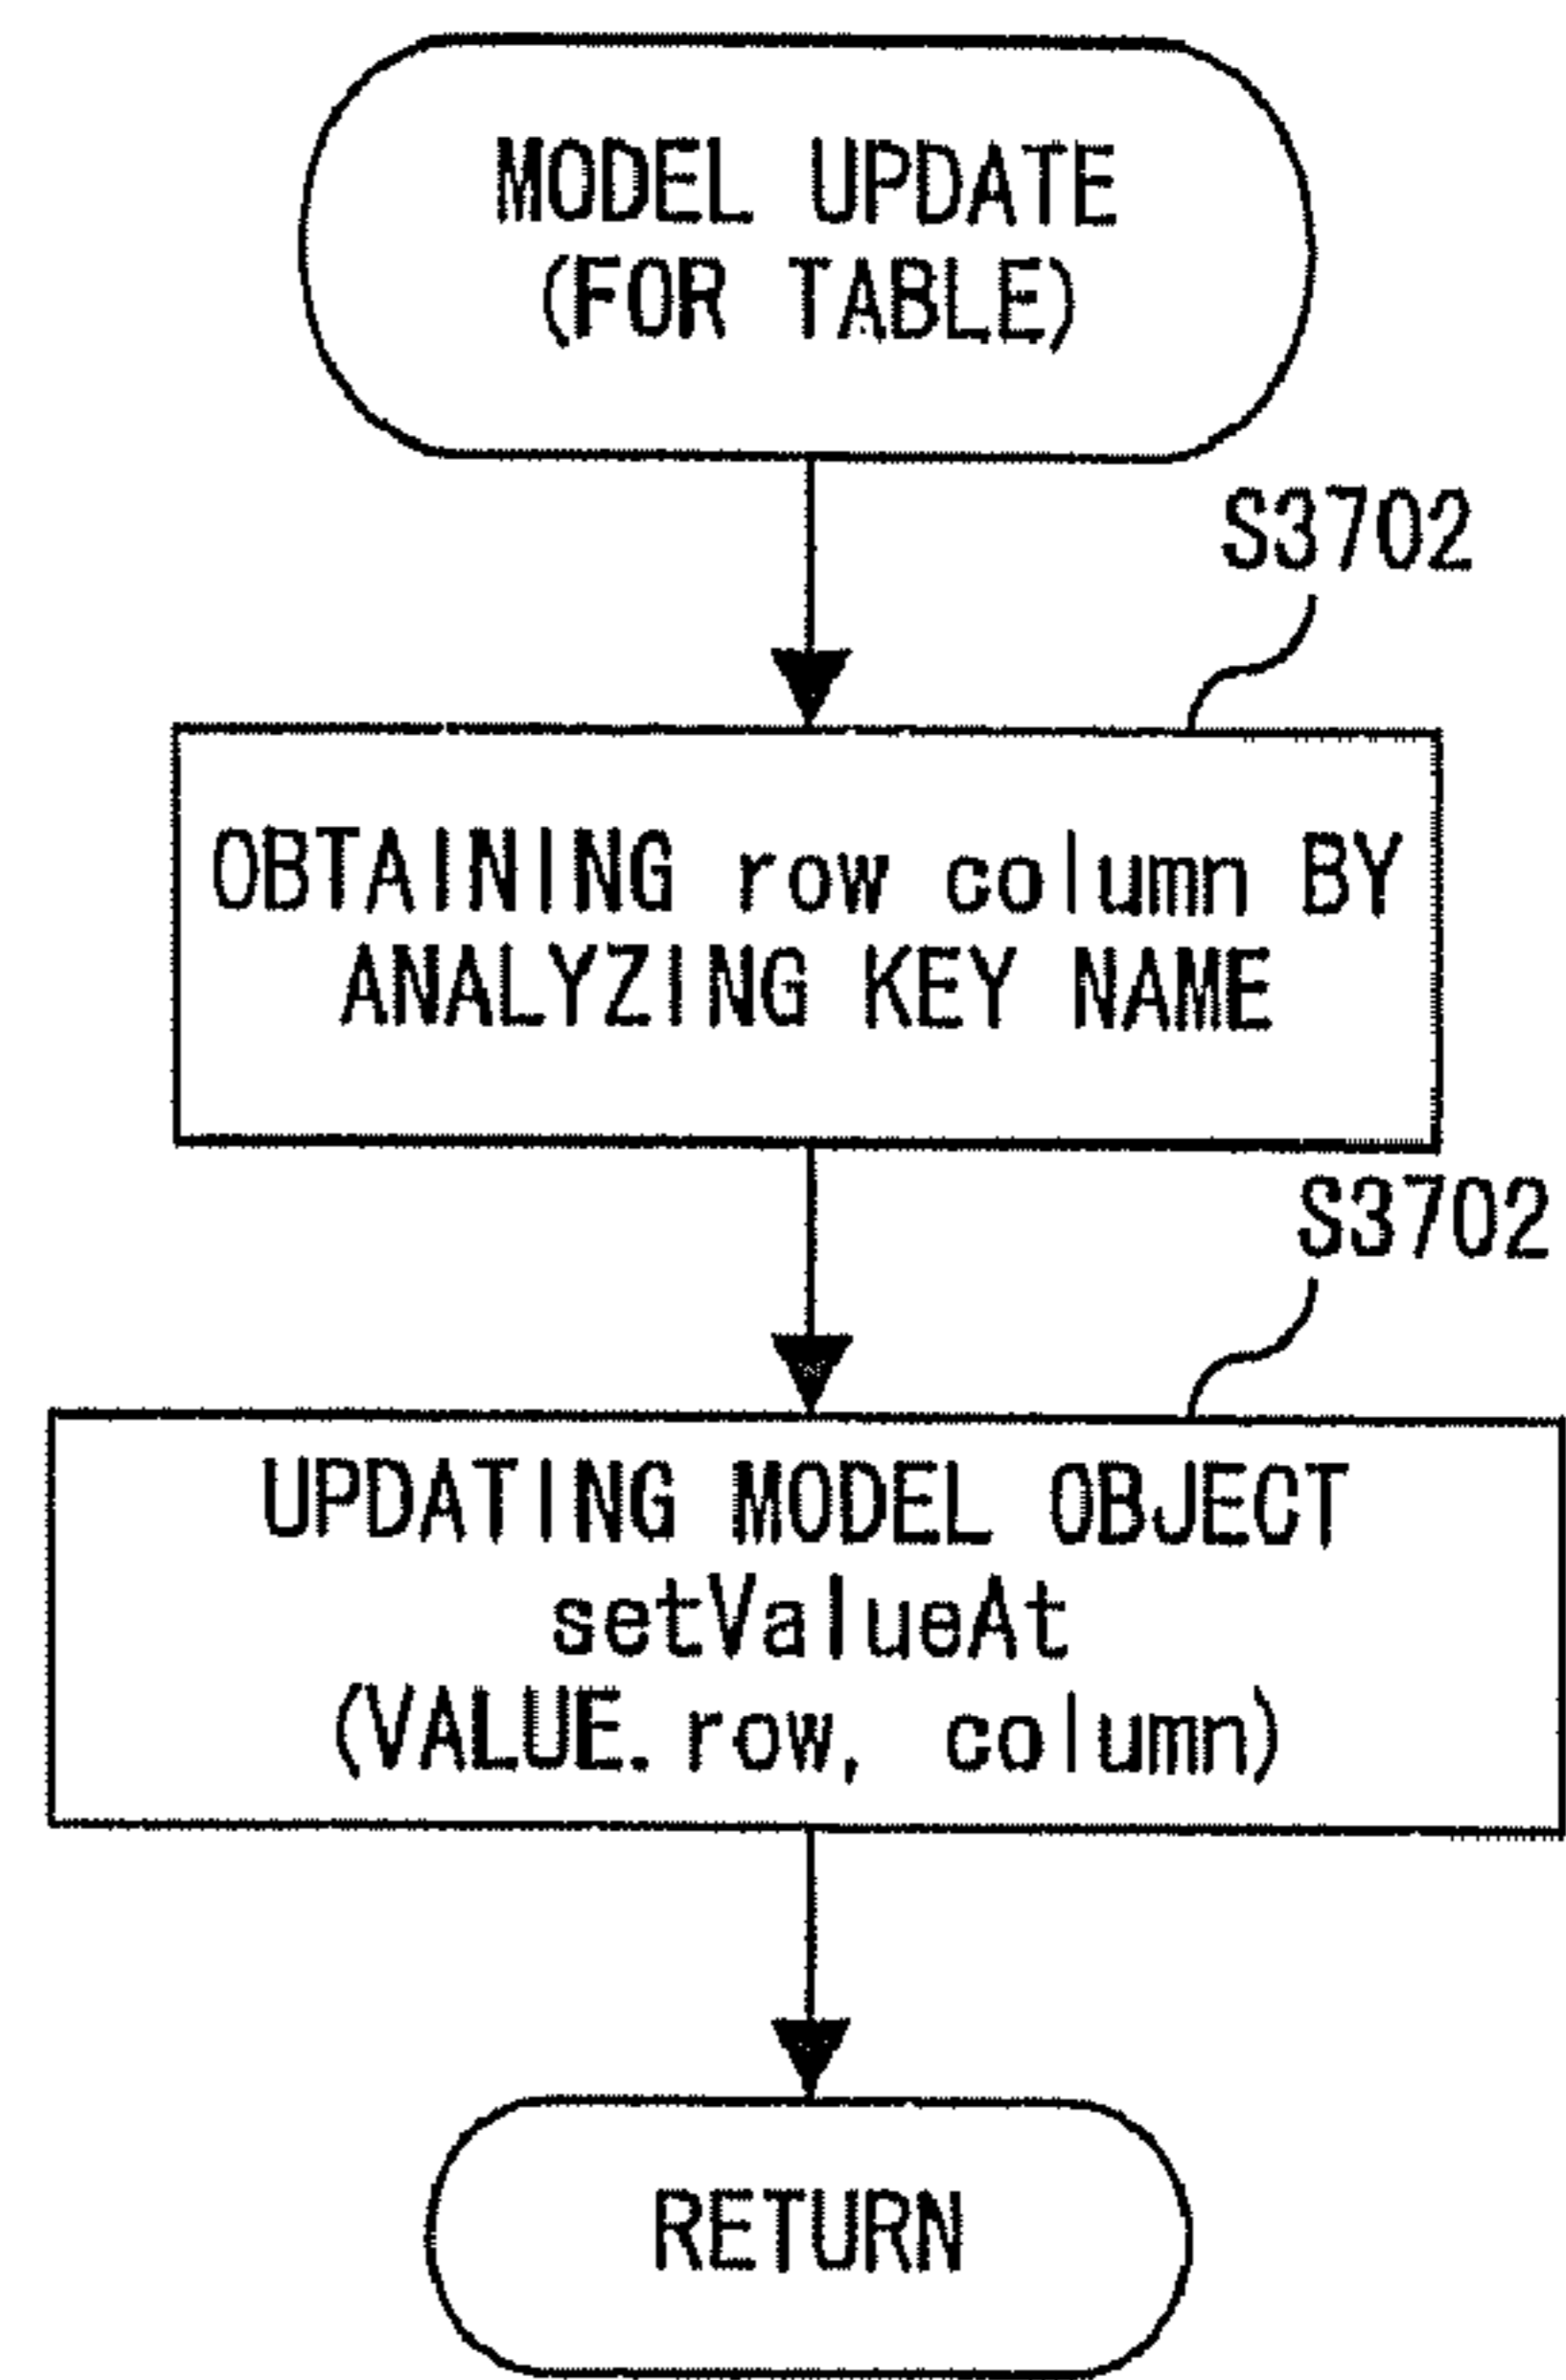 MODEL UPDATE
(FOR TABLE)
S3702
OBTAINING row column BY
ANALYZING KEY NAME
S3702
UPDATING MODEL OBJECT
setValueAt
(VALUE. row, column)
RETURN